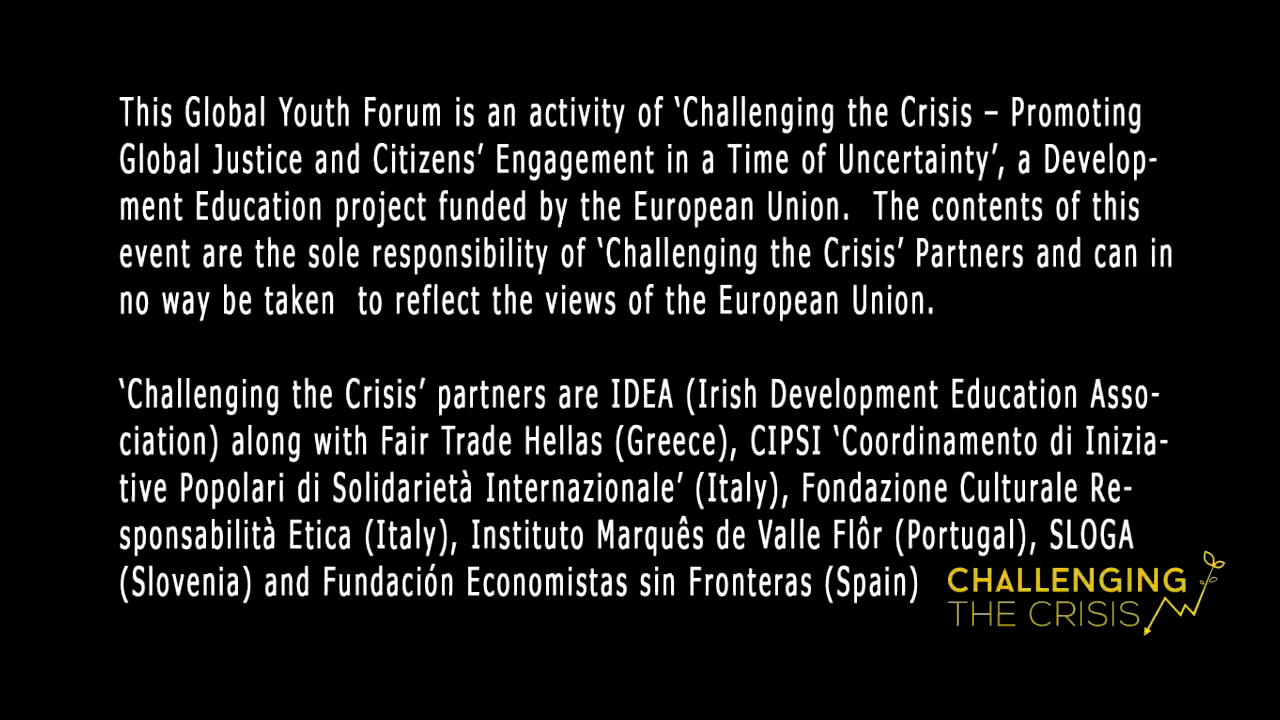 This Global Youth Forum is an activity of ‘Challenging the Crisis – Promoting
Global Justice and Citizens’ Engagement in a Time of Uncertainty’, a Develop-
ment Education project funded by the European Union.  The contents of this
event are the sole responsibility of ‘Challenging the Crisis’ Partners and can in
no way be taken  to reflect the views of the European Union.

‘Challenging the Crisis’ partners are IDEA (Irish Development Education Asso-
ciation) along with Fair Trade Hellas (Greece), CIPSI ‘Coordinamento di Inizia-
tive Popolari di Solidarietà Internazionale’ (Italy), Fondazione Culturale Re-
sponsabilità Etica (Italy), Instituto Marquês de Valle Flôr (Portugal), SLOGA
(Slovenia) and Fundación Economistas sin Fronteras (Spain)
CHALLENGING
THE CRISIS